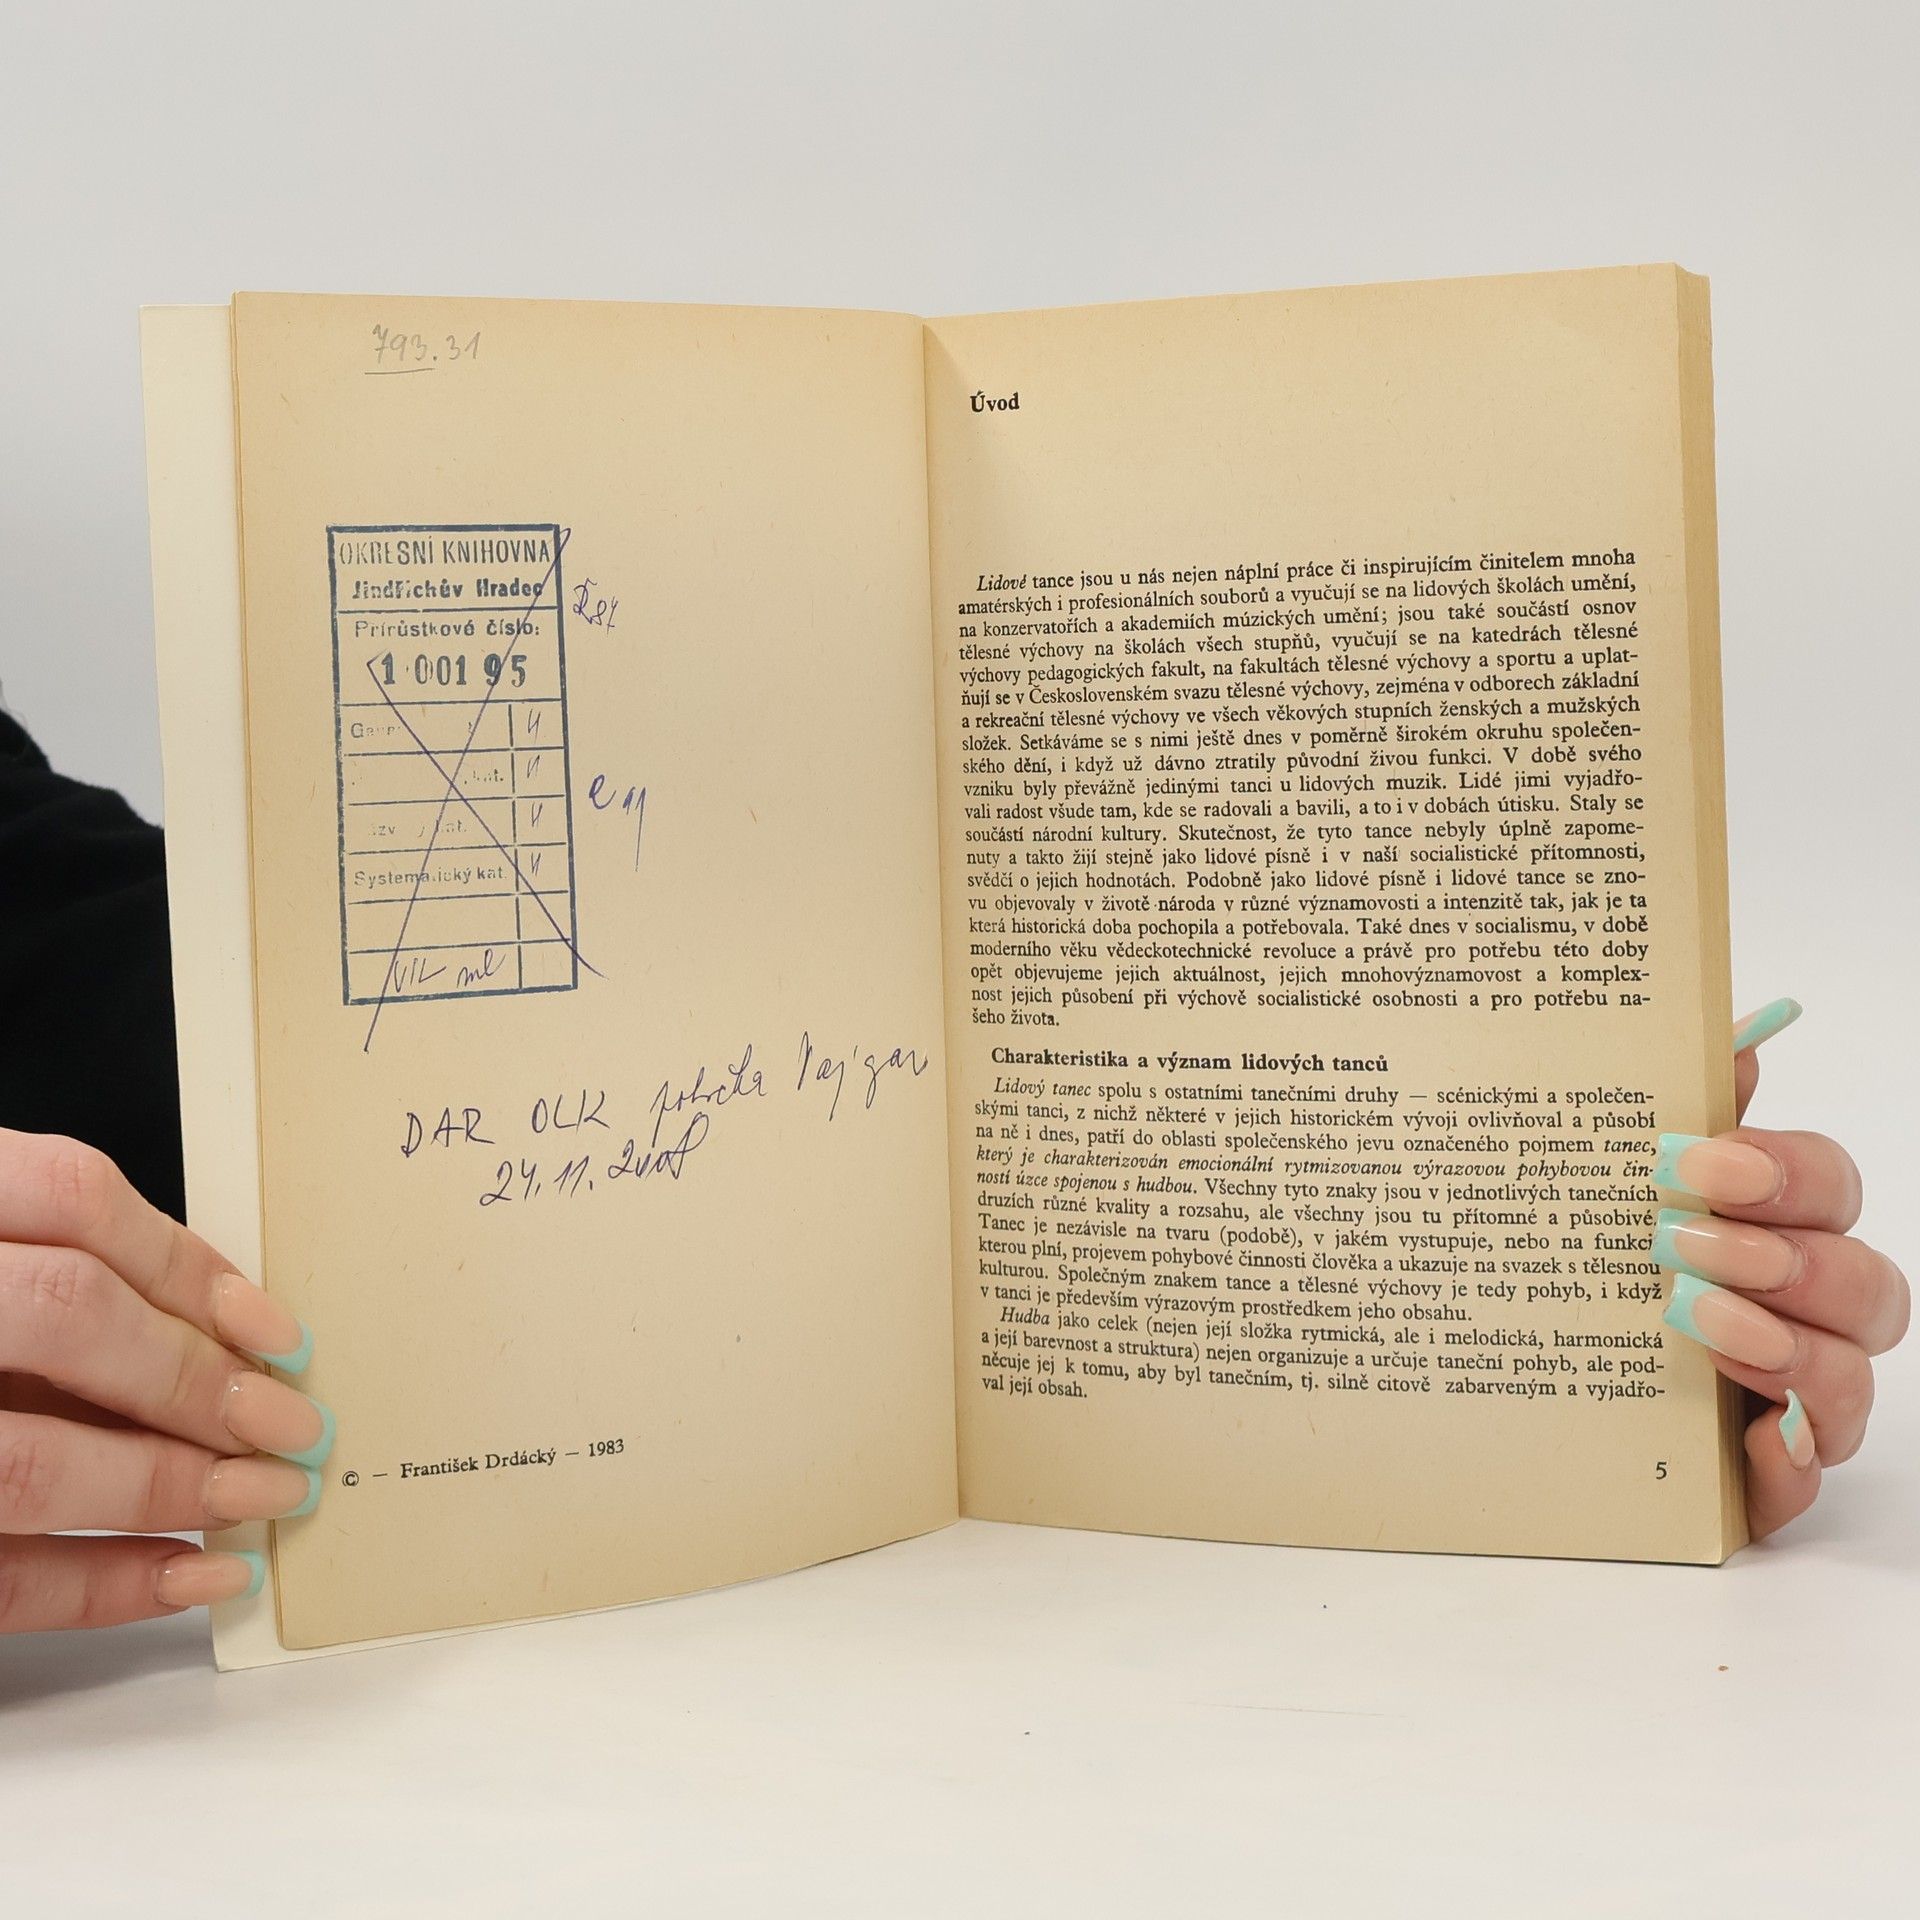 793.31
OKRESNÍ KNIHOVNA
Jindřichův Hradec
Přírůstkové číslo:
1 001 95
kat.
kat.
Systematický kat.
DAR OLK pobočka Vajgar
24. 11.
© — František Drdácký — 1983
Úvod
Lidové tance jsou u nás nejen náplní práce či inspirujícím činitelem mnoha
amatérských i profesionálních souborů a vyučují se na lidových školách umění,
na konzervatořích a akademiích múzických umění; jsou také součástí osnov
tělesné výchovy na školách všech stupňů, vyučují se na katedrách tělesné
výchovy pedagogických fakult, na fakultách tělesné výchovy a sportu a uplat-
ňují se v Československém svazu tělesné výchovy, zejména v odborech základní
a rekreační tělesné výchovy ve všech věkových stupních ženských a mužských
složek. Setkáváme se s nimi ještě dnes v poměrně širokém okruhu společen-
ského dění, i když už dávno ztratily původní živou funkci. V době svého
vzniku byly převážně jedinými tanci u lidových muzik. Lidé jimi vyjadřo-
vali radost všude tam, kde se radovali a bavili, a to i v dobách útisku. Staly se
součástí národní kultury. Skutečnost, že tyto tance nebyly úplně zapome-
nuty a takto žijí stejně jako lidové písně i v naší socialistické přítomnosti,
svědčí o jejich hodnotách. Podobně jako lidové písně i lidové tance se zno-
vu objevovaly v životě národa v různé významovosti a intenzitě tak, jak je ta
která historická doba pochopila a potřebovala. Také dnes v socialismu, v době
moderního věku vědeckotechnické revoluce a právě pro potřebu této doby
opět objevujeme jejich aktuálnost, jejich mnohovýznamovost a komplex-
nost jejich působení při výchově socialistické osobnosti a pro potřebu na-
šeho života.
Charakteristika a význam lidových tanců
Lidový tanec spolu s ostatními tanečními druhy — scénickými a společen-
skými tanci, z nichž některé v jejich historickém vývoji ovlivňoval a působí
na ně i dnes, patří do oblasti společenského jevu označeného pojmem tanec,
který je charakterizován emocionální rytmizovanou výrazovou pohybovou čin-
ností úzce spojenou s hudbou. Všechny tyto znaky jsou v jednotlivých tanečních
druzích různé kvality a rozsahu, ale všechny jsou tu přítomné a působivé.
Tanec je nezávisle na tvaru (podobě), v jakém vystupuje, nebo na funkci
kterou plní, projevem pohybové činnosti člověka a ukazuje na svazek s tělesnou
kulturou. Společným znakem tance a tělesné výchovy je tedy pohyb, i když
v tanci je především výrazovým prostředkem jeho obsahu.
Hudba jako celek (nejen její složka rytmická, ale i melodická, harmonická
a její barevnost a struktura) nejen organizuje a určuje taneční pohyb, ale pod-
něcuje jej k tomu, aby byl tanečním, tj. silně citově zabarveným a vyjadřo-
val její obsah.
5